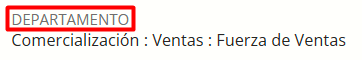 DEPARTAMENTO
Comercialización : Ventas : Fuerza de Ventas